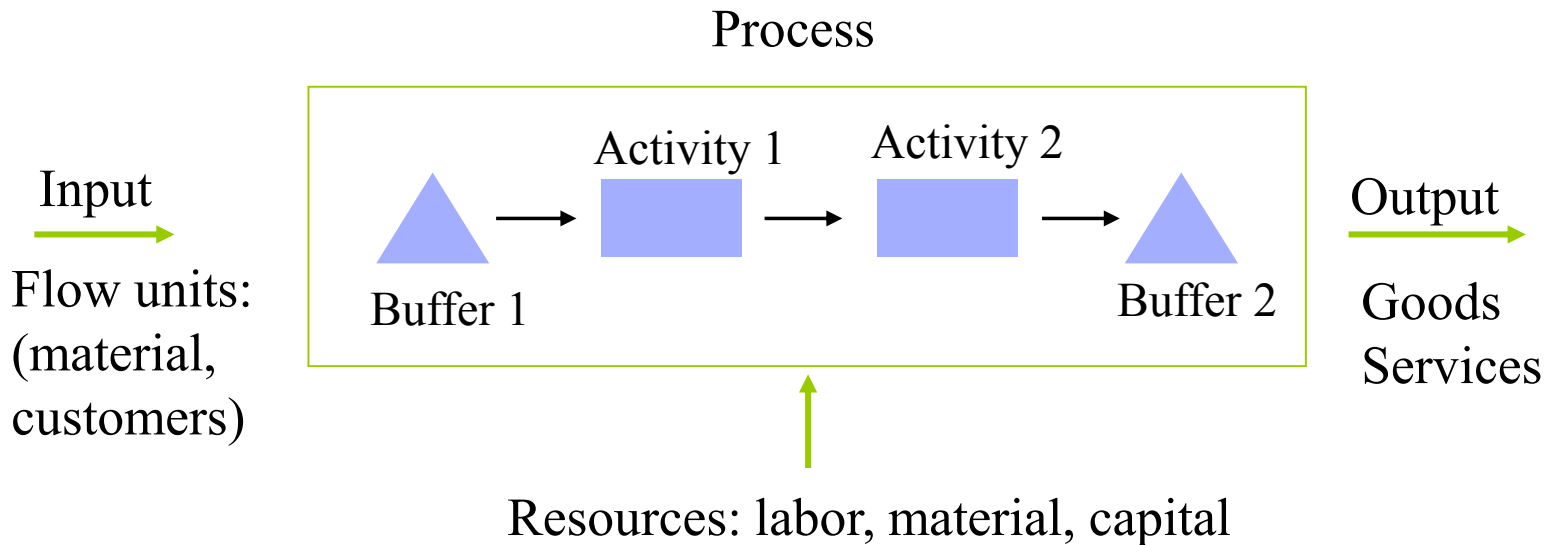 Process
Input
Flow units:
(material,
customers)
Buffer 1
Activity 1
Activity 2
Buffer 2
Output
Goods
Services
Resources: labor, material, capital